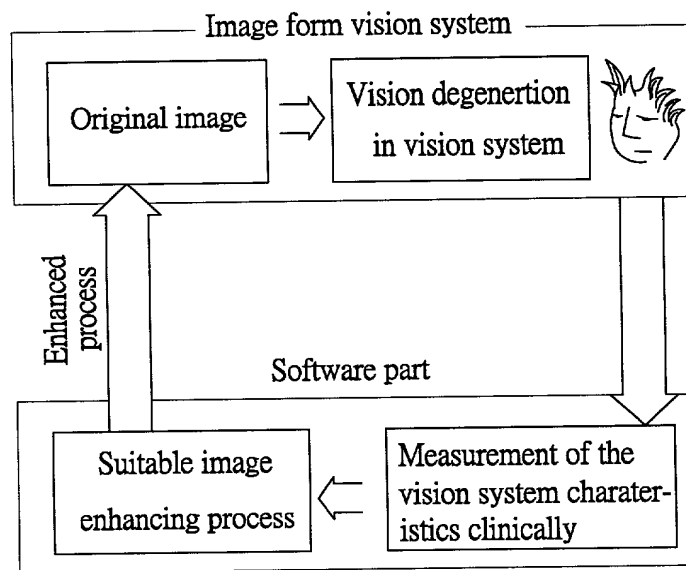 Image form vision system
Original image
Vision degenertion
in vision system
Enhanced
process
Software part
Suitable image
enhancing process
Measurement of the
vision system charater-
istics clinically